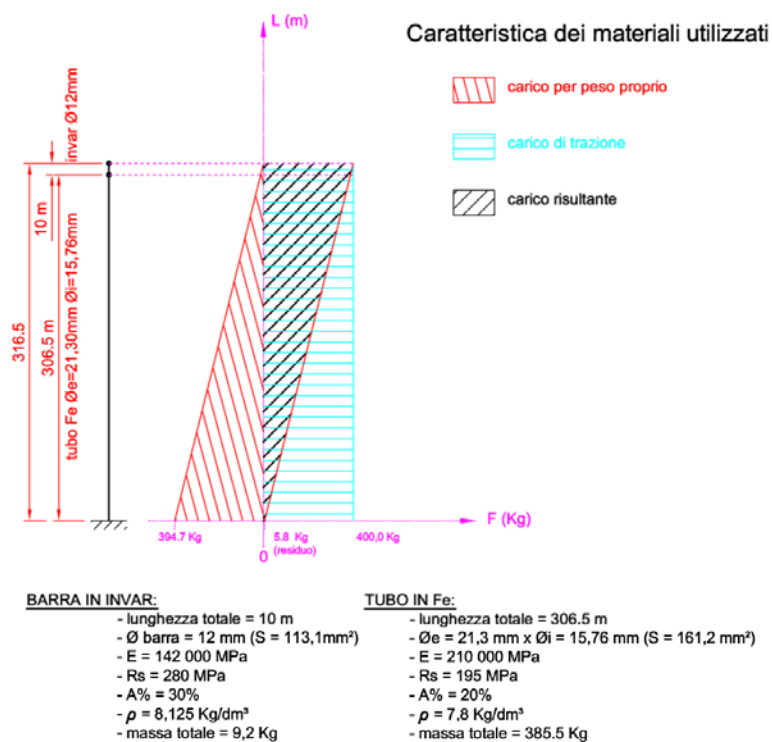 L (m)
Caratteristica dei materiali utilizzati
carico per peso proprio
carico di trazione
carico risultante
invar Ø12mm
10 m
316.5
306.5 m
tubo Fe Øe=21,30mm Øi=15,76mm
F (Kg)
394.7 Kg
5.8 Kg
(residuo)
400,0 Kg
0
BARRA IN INVAR:
- lunghezza totale = 10 m
- Ø barra = 12 mm (S = 113,1mm²)
- E = 142 000 MPa
- Rs = 280 MPa
- A% = 30%
- ρ = 8,125 Kg/dm³
- massa totale = 9,2 Kg
TUBO IN Fe:
- lunghezza totale = 306.5 m
- Øe = 21,3 mm x Øi = 15,76 mm (S = 161,2 mm²)
- E = 210 000 MPa
- Rs = 195 MPa
- A% = 20%
- ρ = 7,8 Kg/dm³
- massa totale = 385.5 Kg